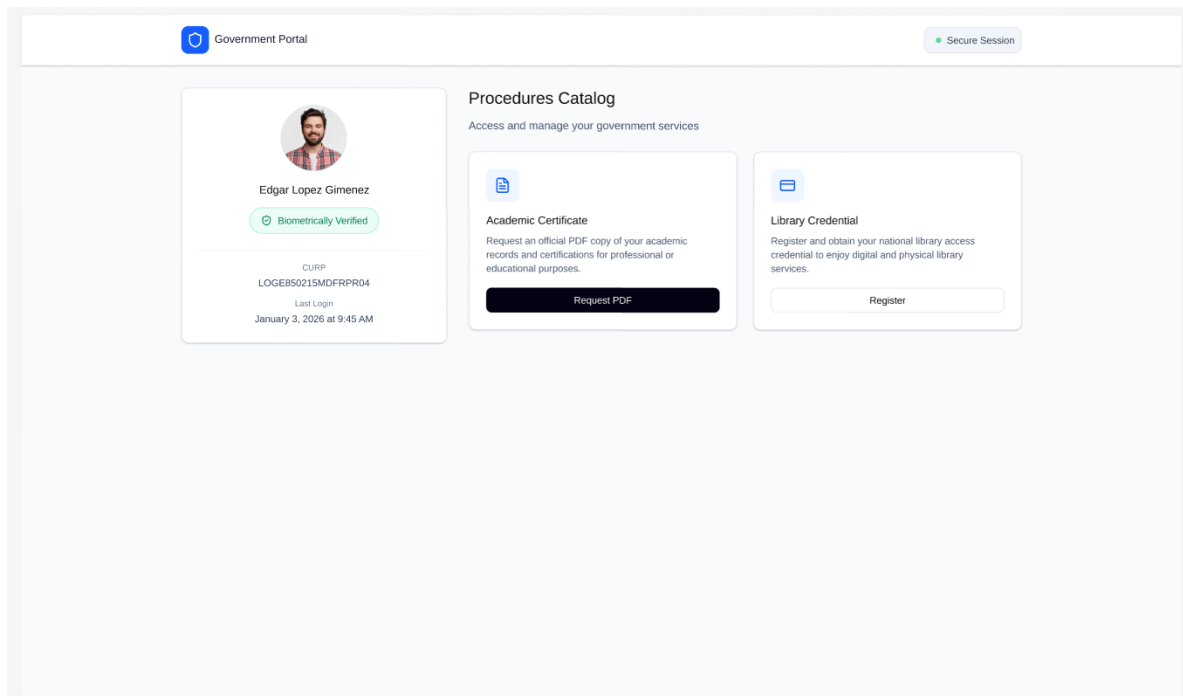 Government Portal
Secure Session
Edgar Lopez Gimenez
Biometrically Verified
CURP
LOGE850215MDFRPR04
Last Login
January 3, 2026 at 9:45 AM
Procedures Catalog
Access and manage your government services
Academic Certificate
Request an official PDF copy of your academic
records and certifications for professional or
educational purposes.
Request PDF
Library Credential
Register and obtain your national library access
credential to enjoy digital and physical library
services.
Register